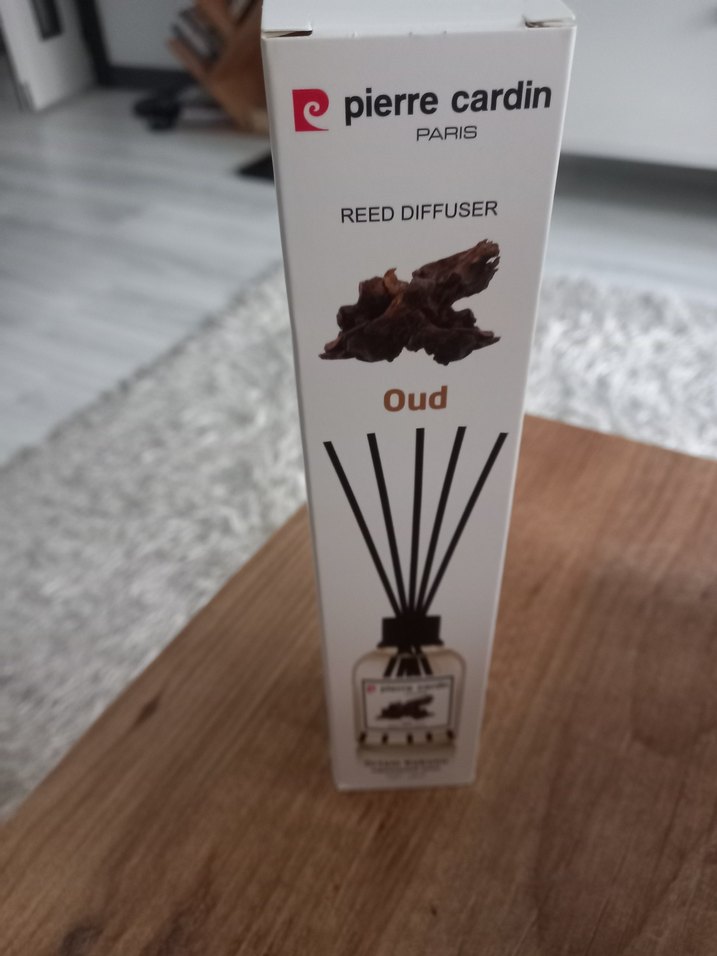 pierre cardin
PARIS
REED DIFFUSER
Oud
pierre cardin